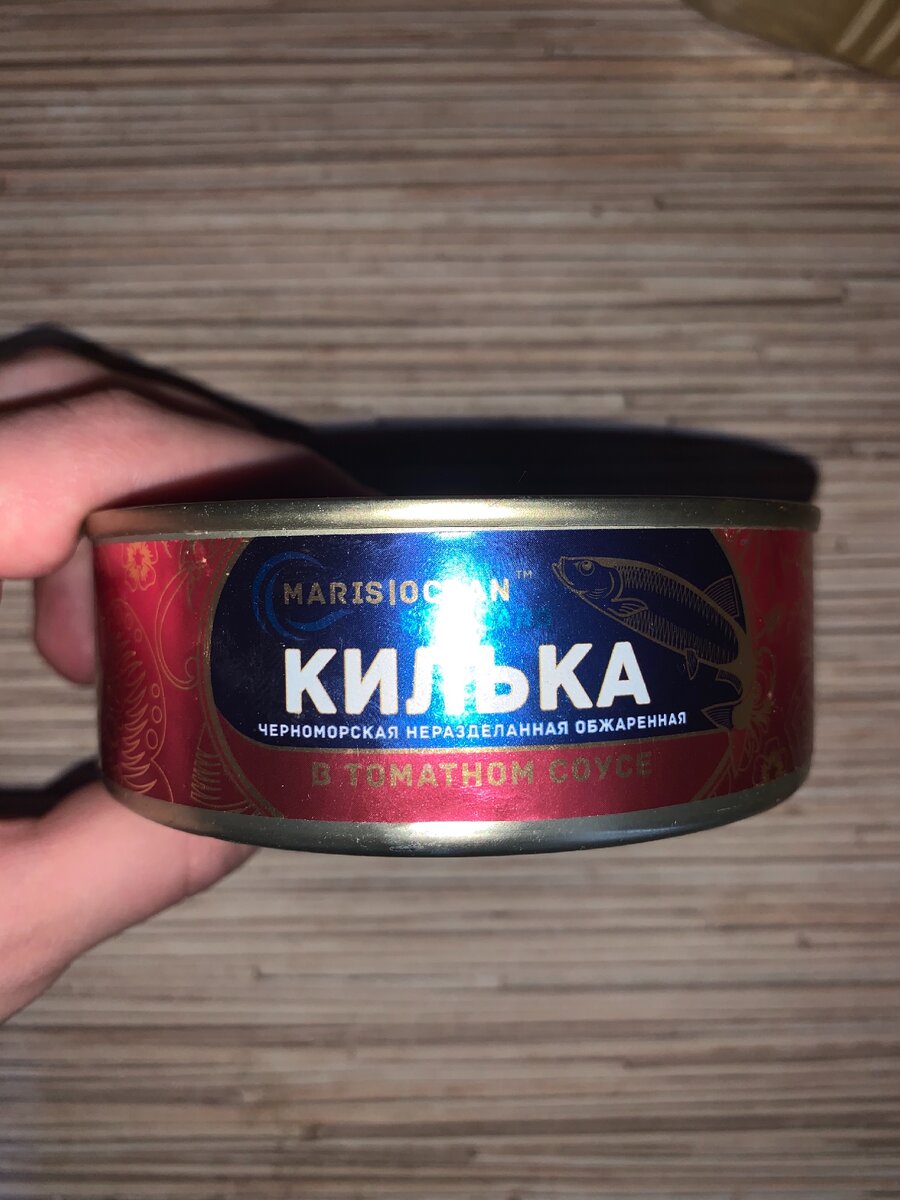 MARIS|OCEAN™
КИЛЬКА
ЧЕРНОМОРСКАЯ НЕРАЗДЕЛАННАЯ ОБЖАРЕННАЯ
В ТОМАТНОМ СОУСЕ